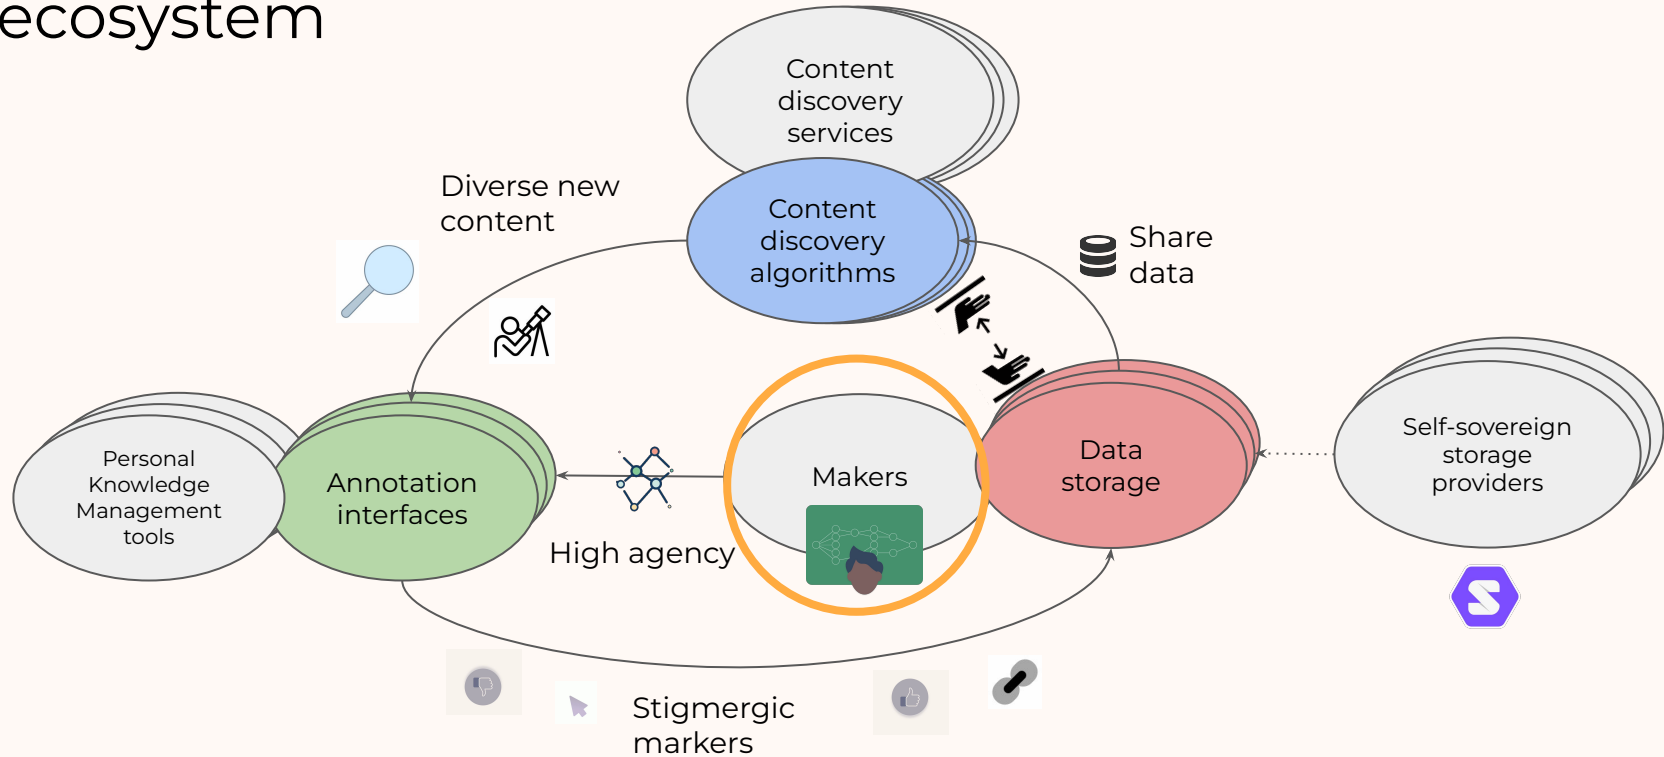 ecosystem
Content
discovery
services
Diverse new
content
Content
discovery
algorithms
Share
data
Personal
Knowledge
Management
tools
Annotation
interfaces
High agency
Makers
Data
storage
Self-sovereign
storage
providers
Stigmergic
markers